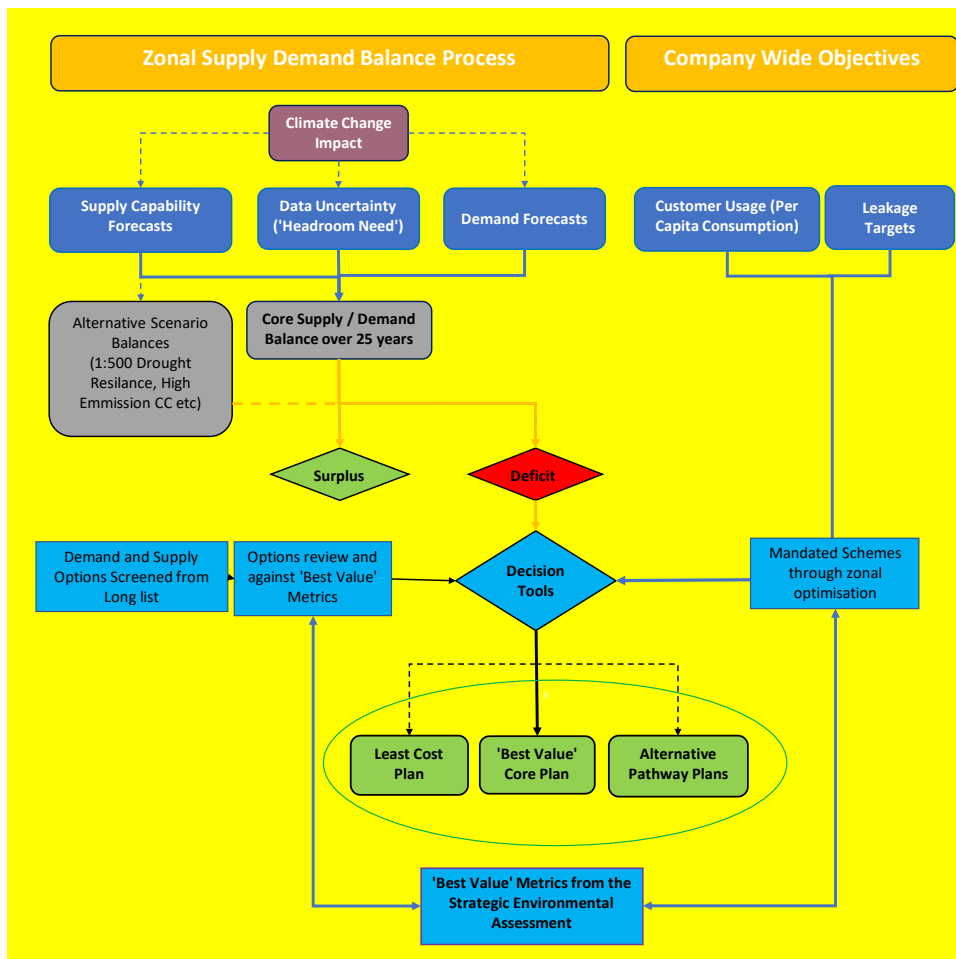 Zonal Supply Demand Balance Process
Company Wide Objectives
Climate Change
Impact
Supply Capability
Forecasts
Data Uncertainty
('Headroom Need')
Demand Forecasts
Customer Usage (Per
Capita Consumption)
Leakage
Targets
Alternative Scenario
Balances
(1:500 Drought
Resilance, High
Emmission CC etc)
Core Supply / Demand
Balance over 25 years
Surplus
Deficit
Demand and Supply
Options Screened from
Long list
Options review and
against 'Best Value'
Metrics
Decision
Tools
Mandated Schemes
through zonal
optimisation
s
Least Cost
Plan
'Best Value'
Core Plan
Alternative
Pathway Plans
'Best Value' Metrics from the
Strategic Environmental
Assessment